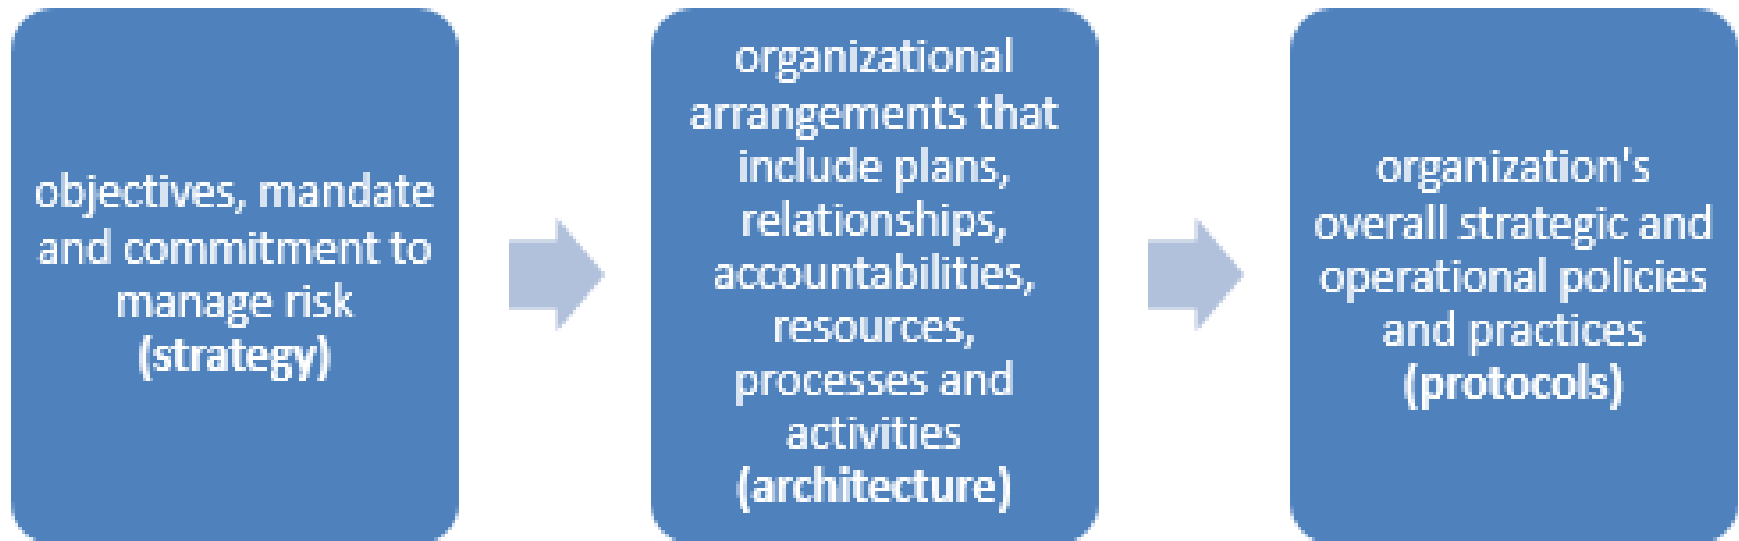 objectives, mandate
and commitment to
manage risk
(strategy)
organizational
arrangements that
include plans,
relationships,
accountabilities,
resources,
processes and
activities
(architecture)
organization's
overall strategic and
operational policies
and practices
(protocols)